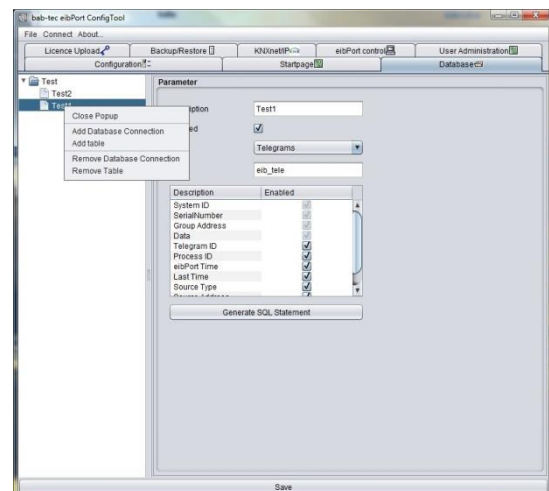 bab-tec eibPort ConfigTool
File Connect About...
Licence Upload Backup/Restore KNXnet/IP eibPort control User Administration
Configuration Startpage Database
Test
Test2
Parameter
Test1
Close Popup
Add Database Connection
Add table
Remove Database Connection
Remove Table
Telegrams
eib_tele
Description Enabled
System ID
SerialNumber
Group Address
Data
Telegram ID
Process ID
eibPort Time
Last Time
Source Type
Generate SQL Statement
Save